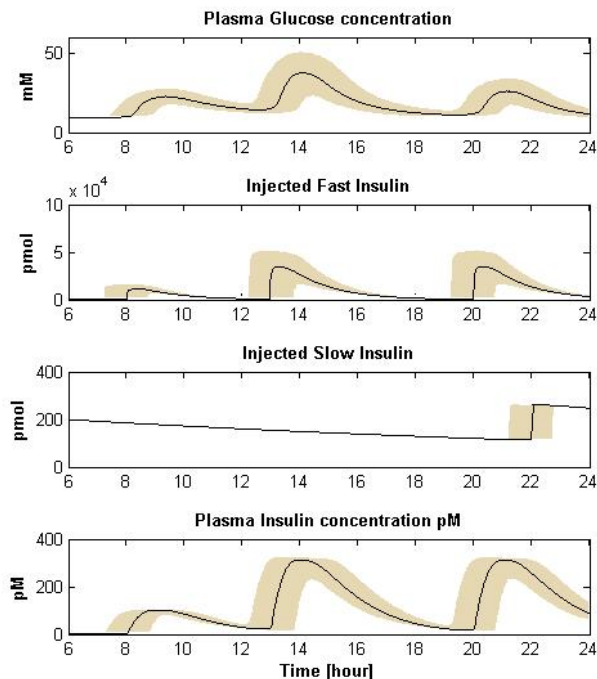 Plasma Glucose concentration
50
0
mM
6 8 10 12 14 16 18 20 22 24
Injected Fast Insulin
x 10^4
10
5
0
pmol
6 8 10 12 14 16 18 20 22 24
Injected Slow Insulin
400
200
0
pmol
6 8 10 12 14 16 18 20 22 24
Plasma Insulin concentration pM
400
200
0
pM
6 8 10 12 14 16 18 20 22 24
Time [hour]